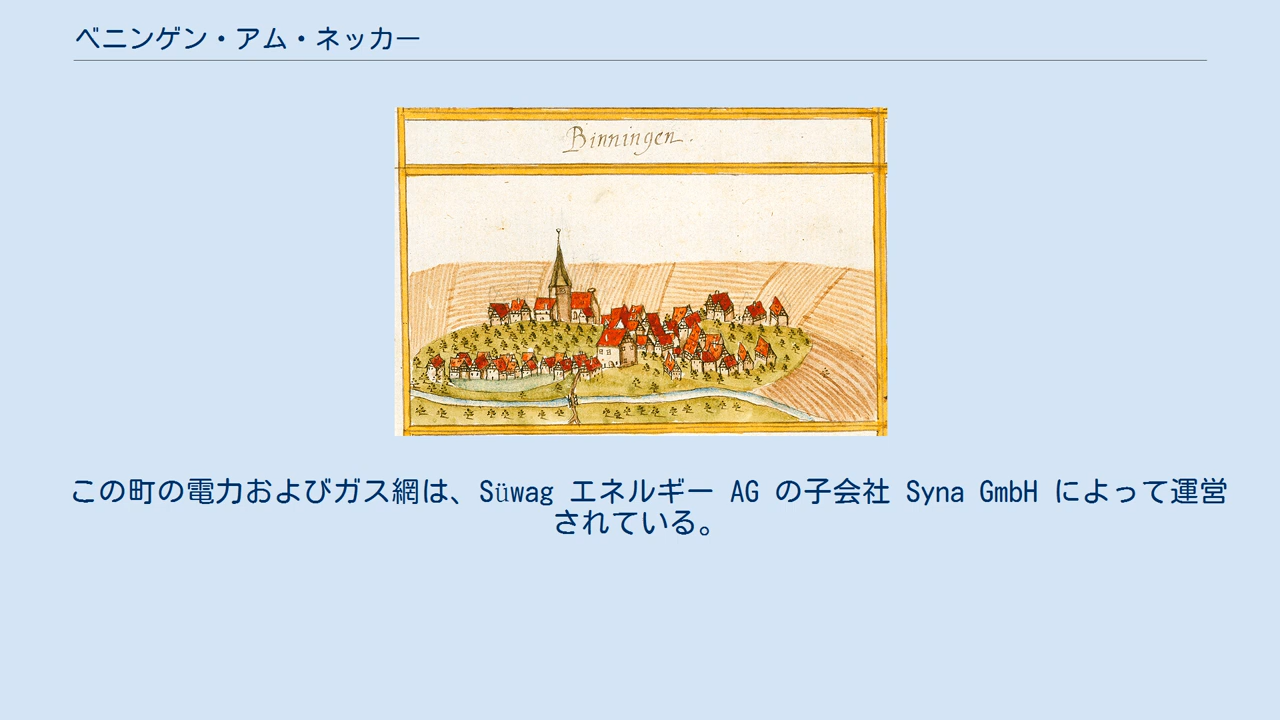 ベニンゲン・アム・ネッカー
Binningen.
この町の電力およびガス網は、Süwag エネルギー AG の子会社 Syna GmbH によって運営
されている。